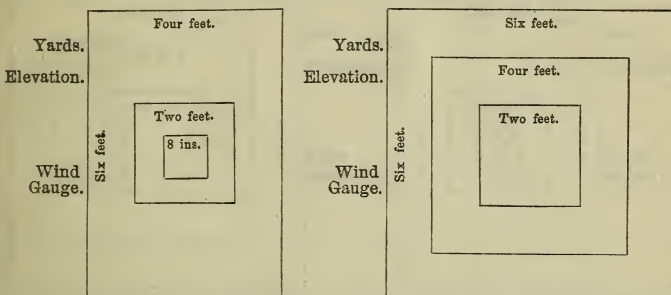 Four feet.
Yards.
Elevation.
Two feet.
8 ins.
Six feet.
Wind
Gauge.
Six feet.
Yards.
Elevation.
Four feet.
Two feet.
Six feet.
Wind
Gauge.